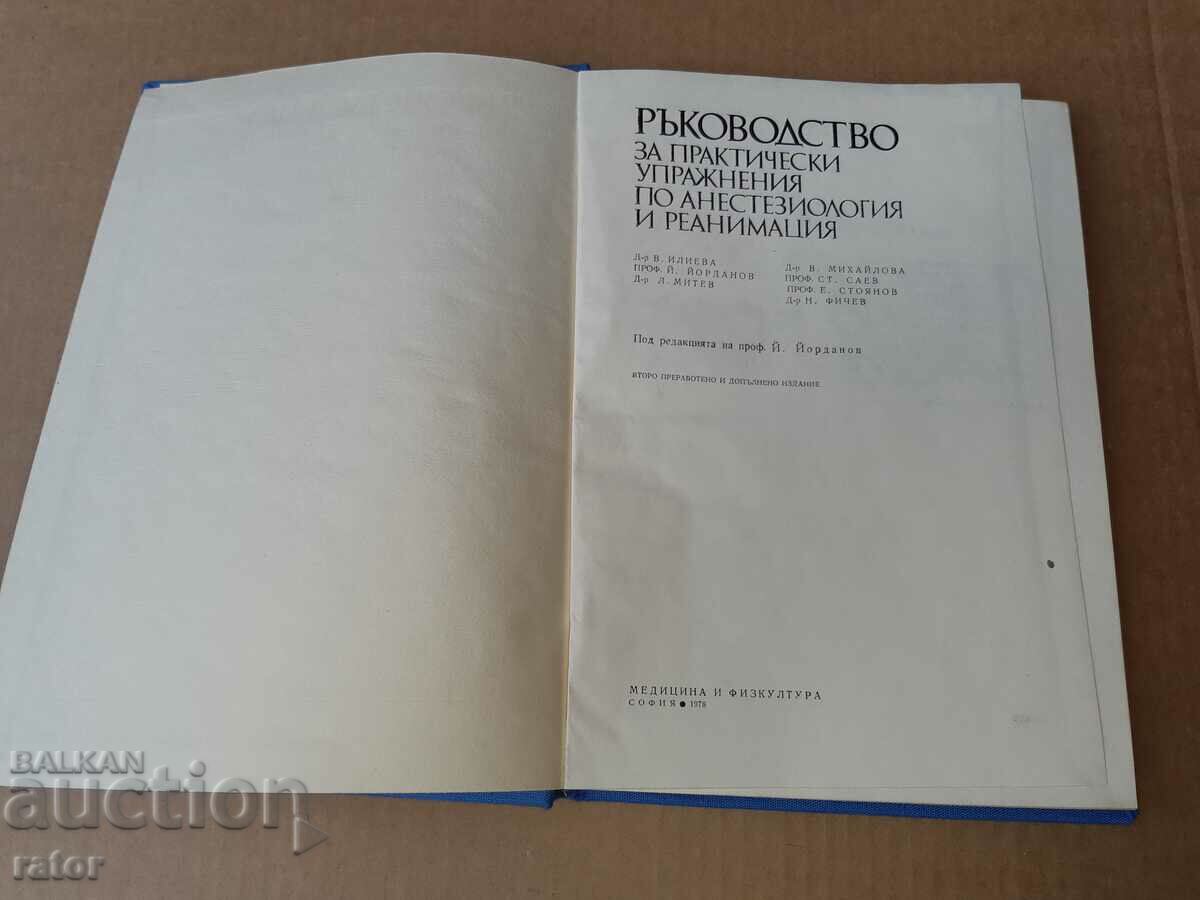 РЪКОВОДСТВО
ЗА ПРАКТИЧЕСКИ
УПРАЖНЕНИЯ
ПО АНЕСТЕЗИОЛОГИЯ
И РЕАНИМАЦИЯ
Д-р В. ИЛИЕВА
ПРОФ. Й. ЙОРДАНОВ
Д-р Л. МИТЕВ
Д-р В. МИХАЙЛОВА
ПРОФ. СТ. САЕВ
ПРОФ. Е. СТОЯНОВ
Д-р Н. ФИЧЕВ
Под редакцията на проф. Й. Йорданов
ВТОРО ПРЕРАБОТЕНО И ДОПЪЛНЕНО ИЗДАНИЕ
МЕДИЦИНА И ФИЗКУЛТУРА
СОФИЯ ● 1978
BALKAN
auction
rator